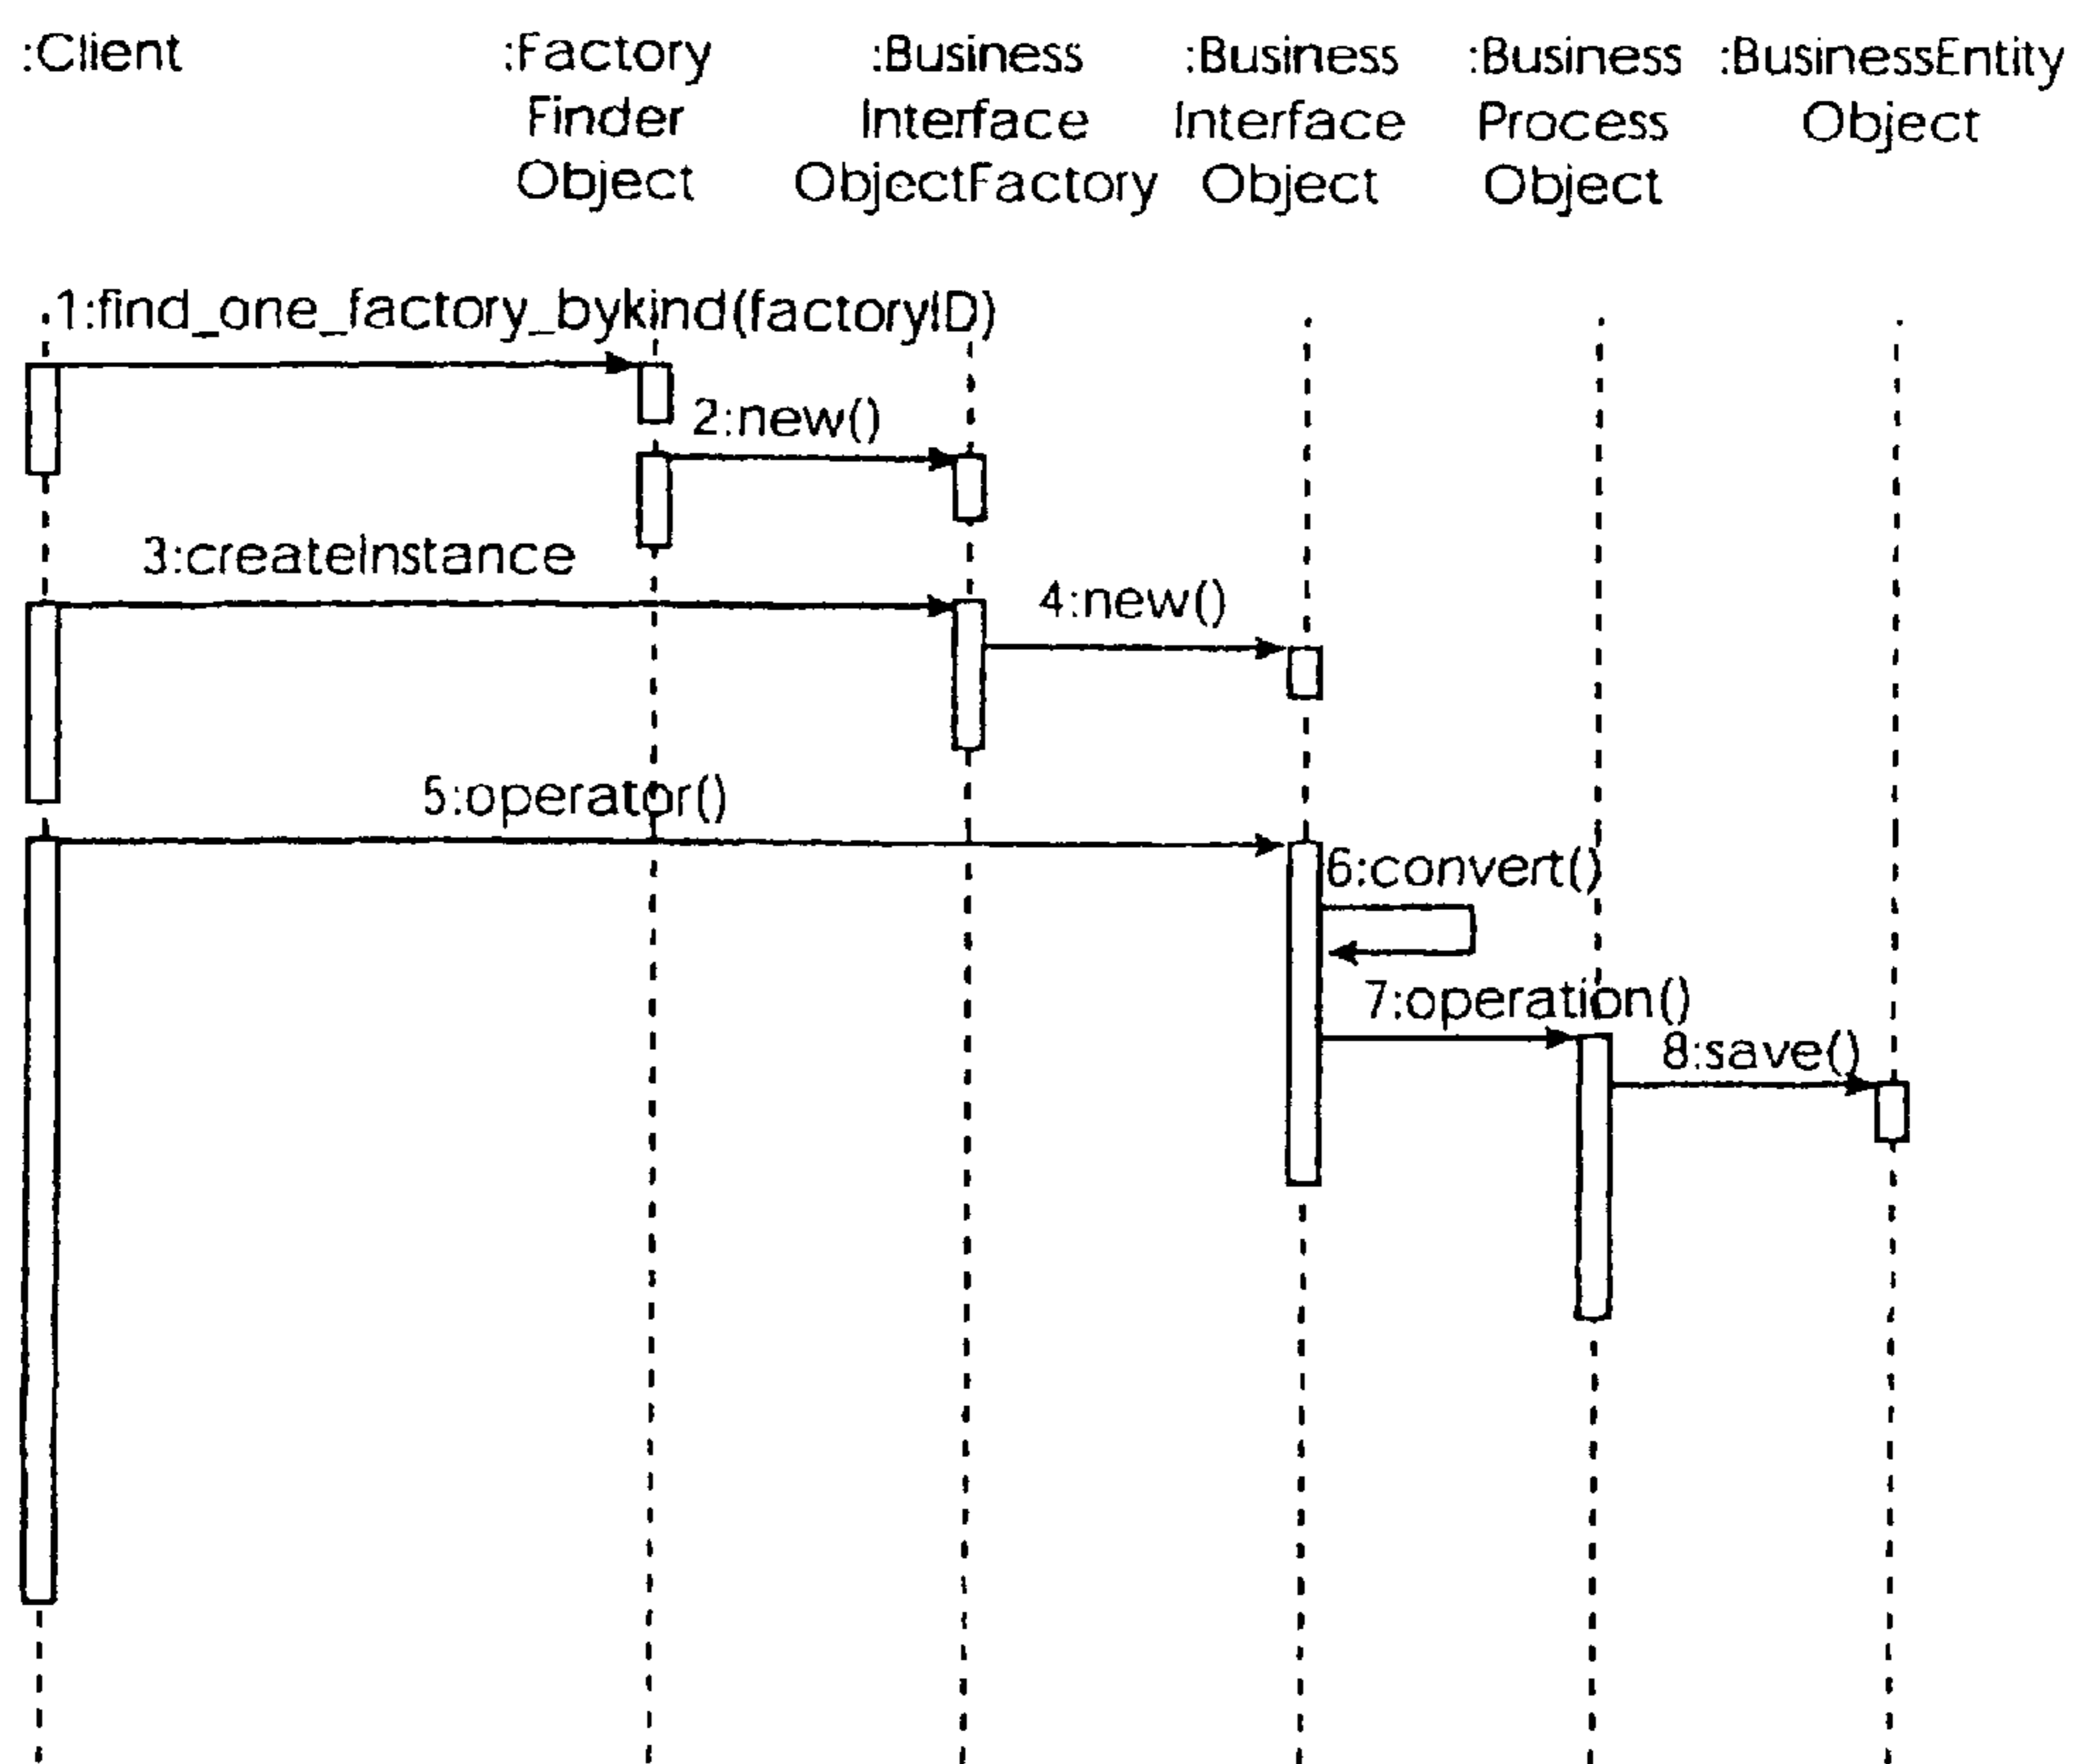 :Client
:Factory
Finder
Object
:Business
Interface
ObjectFactory
:Business
Interface
Object
:Business
Process
Object
:BusinessEntity
Object
1:find_one_factory_bykind(factoryID)
2:new()
3:createInstance
4:new()
5:operator()
6:convert()
7:operation()
8:save()